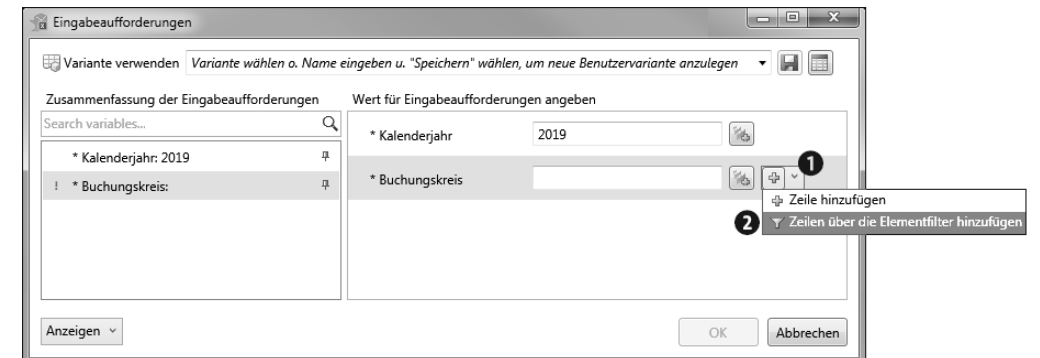 Eingabeaufforderungen
Variante verwenden Variante wählen o. Name eingeben u. "Speichern" wählen, um neue Benutzervariante anzulegen
Zusammenfassung der Eingabeaufforderungen Wert für Eingabeaufforderungen angeben
Search variables...
* Kalenderjahr 2019
* Kalenderjahr: 2019
1
! * Buchungskreis:
* Buchungskreis
Zeile hinzufügen
2 Zeilen über die Elementfilter hinzufügen
Anzeigen OK Abbrechen